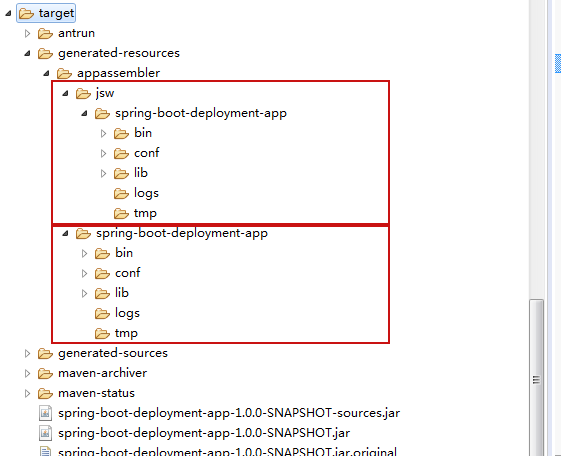 target
antrun
generated-resources
appassembler
jsw
spring-boot-deployment-app
bin
conf
lib
logs
tmp
spring-boot-deployment-app
bin
conf
lib
logs
tmp
generated-sources
maven-archiver
maven-status
spring-boot-deployment-app-1.0.0-SNAPSHOT-sources.jar
spring-boot-deployment-app-1.0.0-SNAPSHOT.jar
spring-boot-deployment-app-1.0.0-SNAPSHOT.jar.original